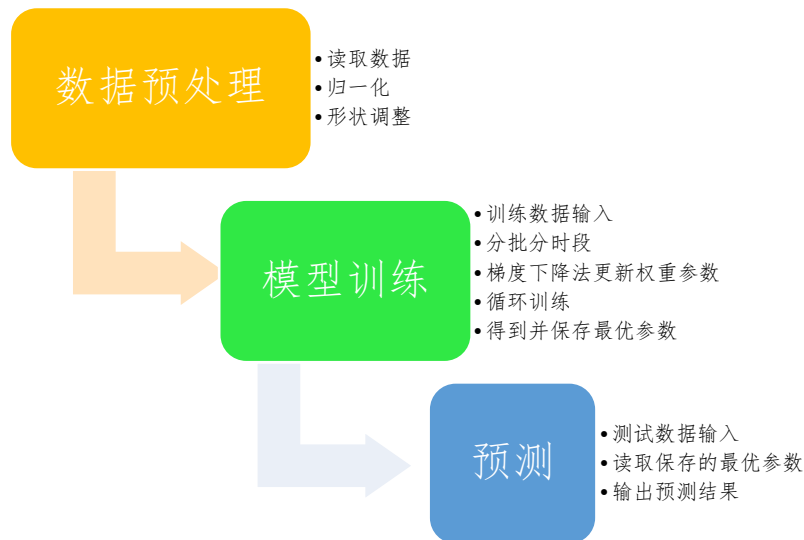 数据预处理
•读取数据
•归一化
•形状调整
模型训练
•训练数据输入
•分批分时段
•梯度下降法更新权重参数
•循环训练
•得到并保存最优参数
预测
•测试数据输入
•读取保存的最优参数
•输出预测结果